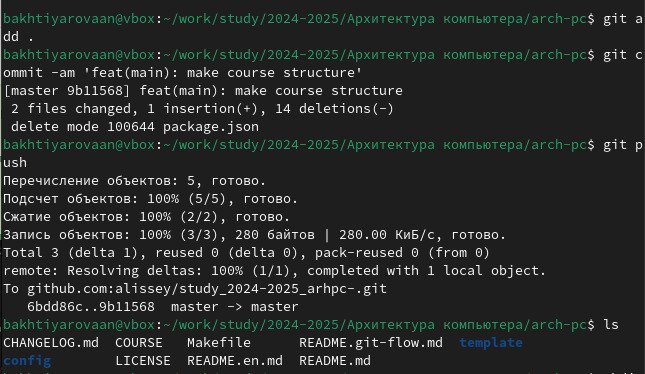 bakhtiyarovaan@vbox:~/work/study/2024-2025/Архитектура компьютера/arch-pc$ git a
dd .
bakhtiyarovaan@vbox:~/work/study/2024-2025/Архитектура компьютера/arch-pc$ git c
ommit -am 'feat(main): make course structure'
[master 9b11568] feat(main): make course structure
 2 files changed, 1 insertion(+), 14 deletions(-)
 delete mode 100644 package.json
bakhtiyarovaan@vbox:~/work/study/2024-2025/Архитектура компьютера/arch-pc$ git p
ush
Перечисление объектов: 5, готово.
Подсчет объектов: 100% (5/5), готово.
Сжатие объектов: 100% (2/2), готово.
Запись объектов: 100% (3/3), 280 байтов | 280.00 КиБ/с, готово.
Total 3 (delta 1), reused 0 (delta 0), pack-reused 0 (from 0)
remote: Resolving deltas: 100% (1/1), completed with 1 local object.
To github.com:alissey/study_2024-2025_arhpc-.git
   6bdd86c..9b11568  master -> master
bakhtiyarovaan@vbox:~/work/study/2024-2025/Архитектура компьютера/arch-pc$ ls
CHANGELOG.md  COURSE   Makefile      README.git-flow.md  template
config        LICENSE  README.en.md  README.md